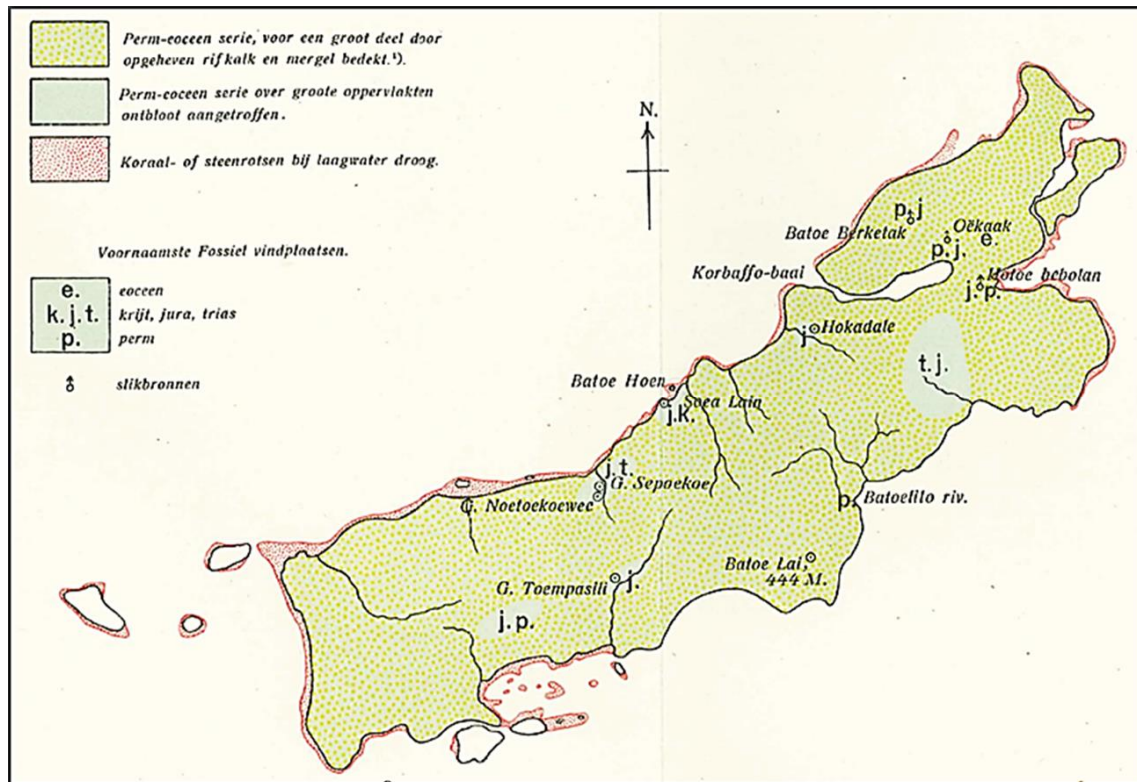 Perm-eoceen serie, voor een groot deel door
opgeheven rifkalk en mergel bedekt.¹).
Perm-eoceen serie over groote oppervlakten
ontbloot aangetroffen.
Koraal- of steenrotsen bij laagwater droog.
N.
Voornaamste Fossiel vindplaatsen.
e. eoceen
k. j. t. krijt, jura, trias
p. perm
slikbronnen
p. j
Batoe Berketak
Oëkaak
p. j. e.
Korbaffo-baai
Hotoe bebolan
j. p.
j Hokadale
t. j.
Batoe Hoen
Soea Lain
j. k.
j. t.
G. Sepoekoe
G. Noetoekoewee
p. Batoelilo riv.
Batoe Lai,
444 M.
G. Toempasili j.
j. p.